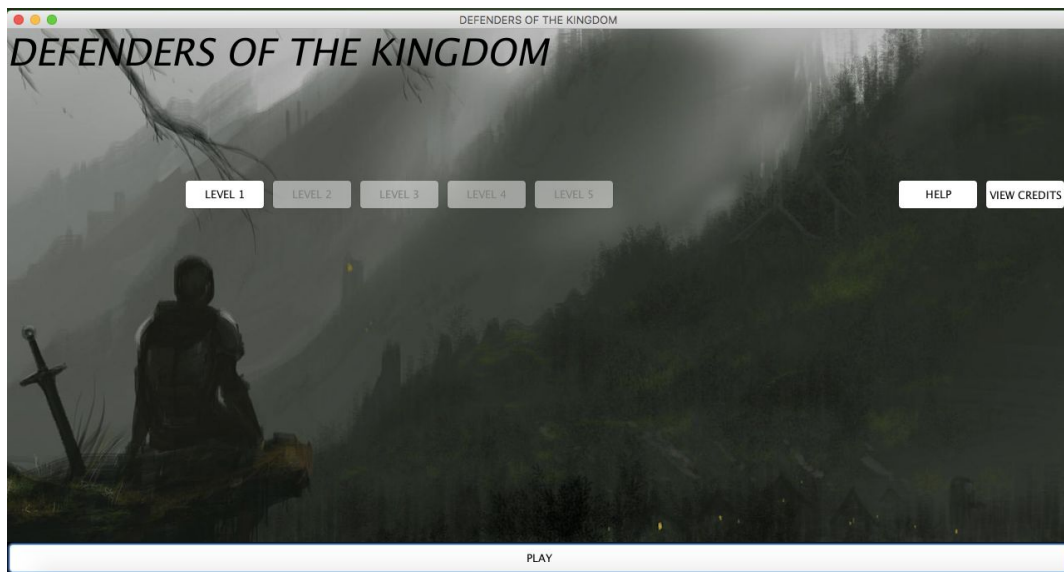 DEFENDERS OF THE KINGDOM
DEFENDERS OF THE KINGDOM
LEVEL 1 LEVEL 2 LEVEL 3 LEVEL 4 LEVEL 5 HELP VIEW CREDITS
PLAY